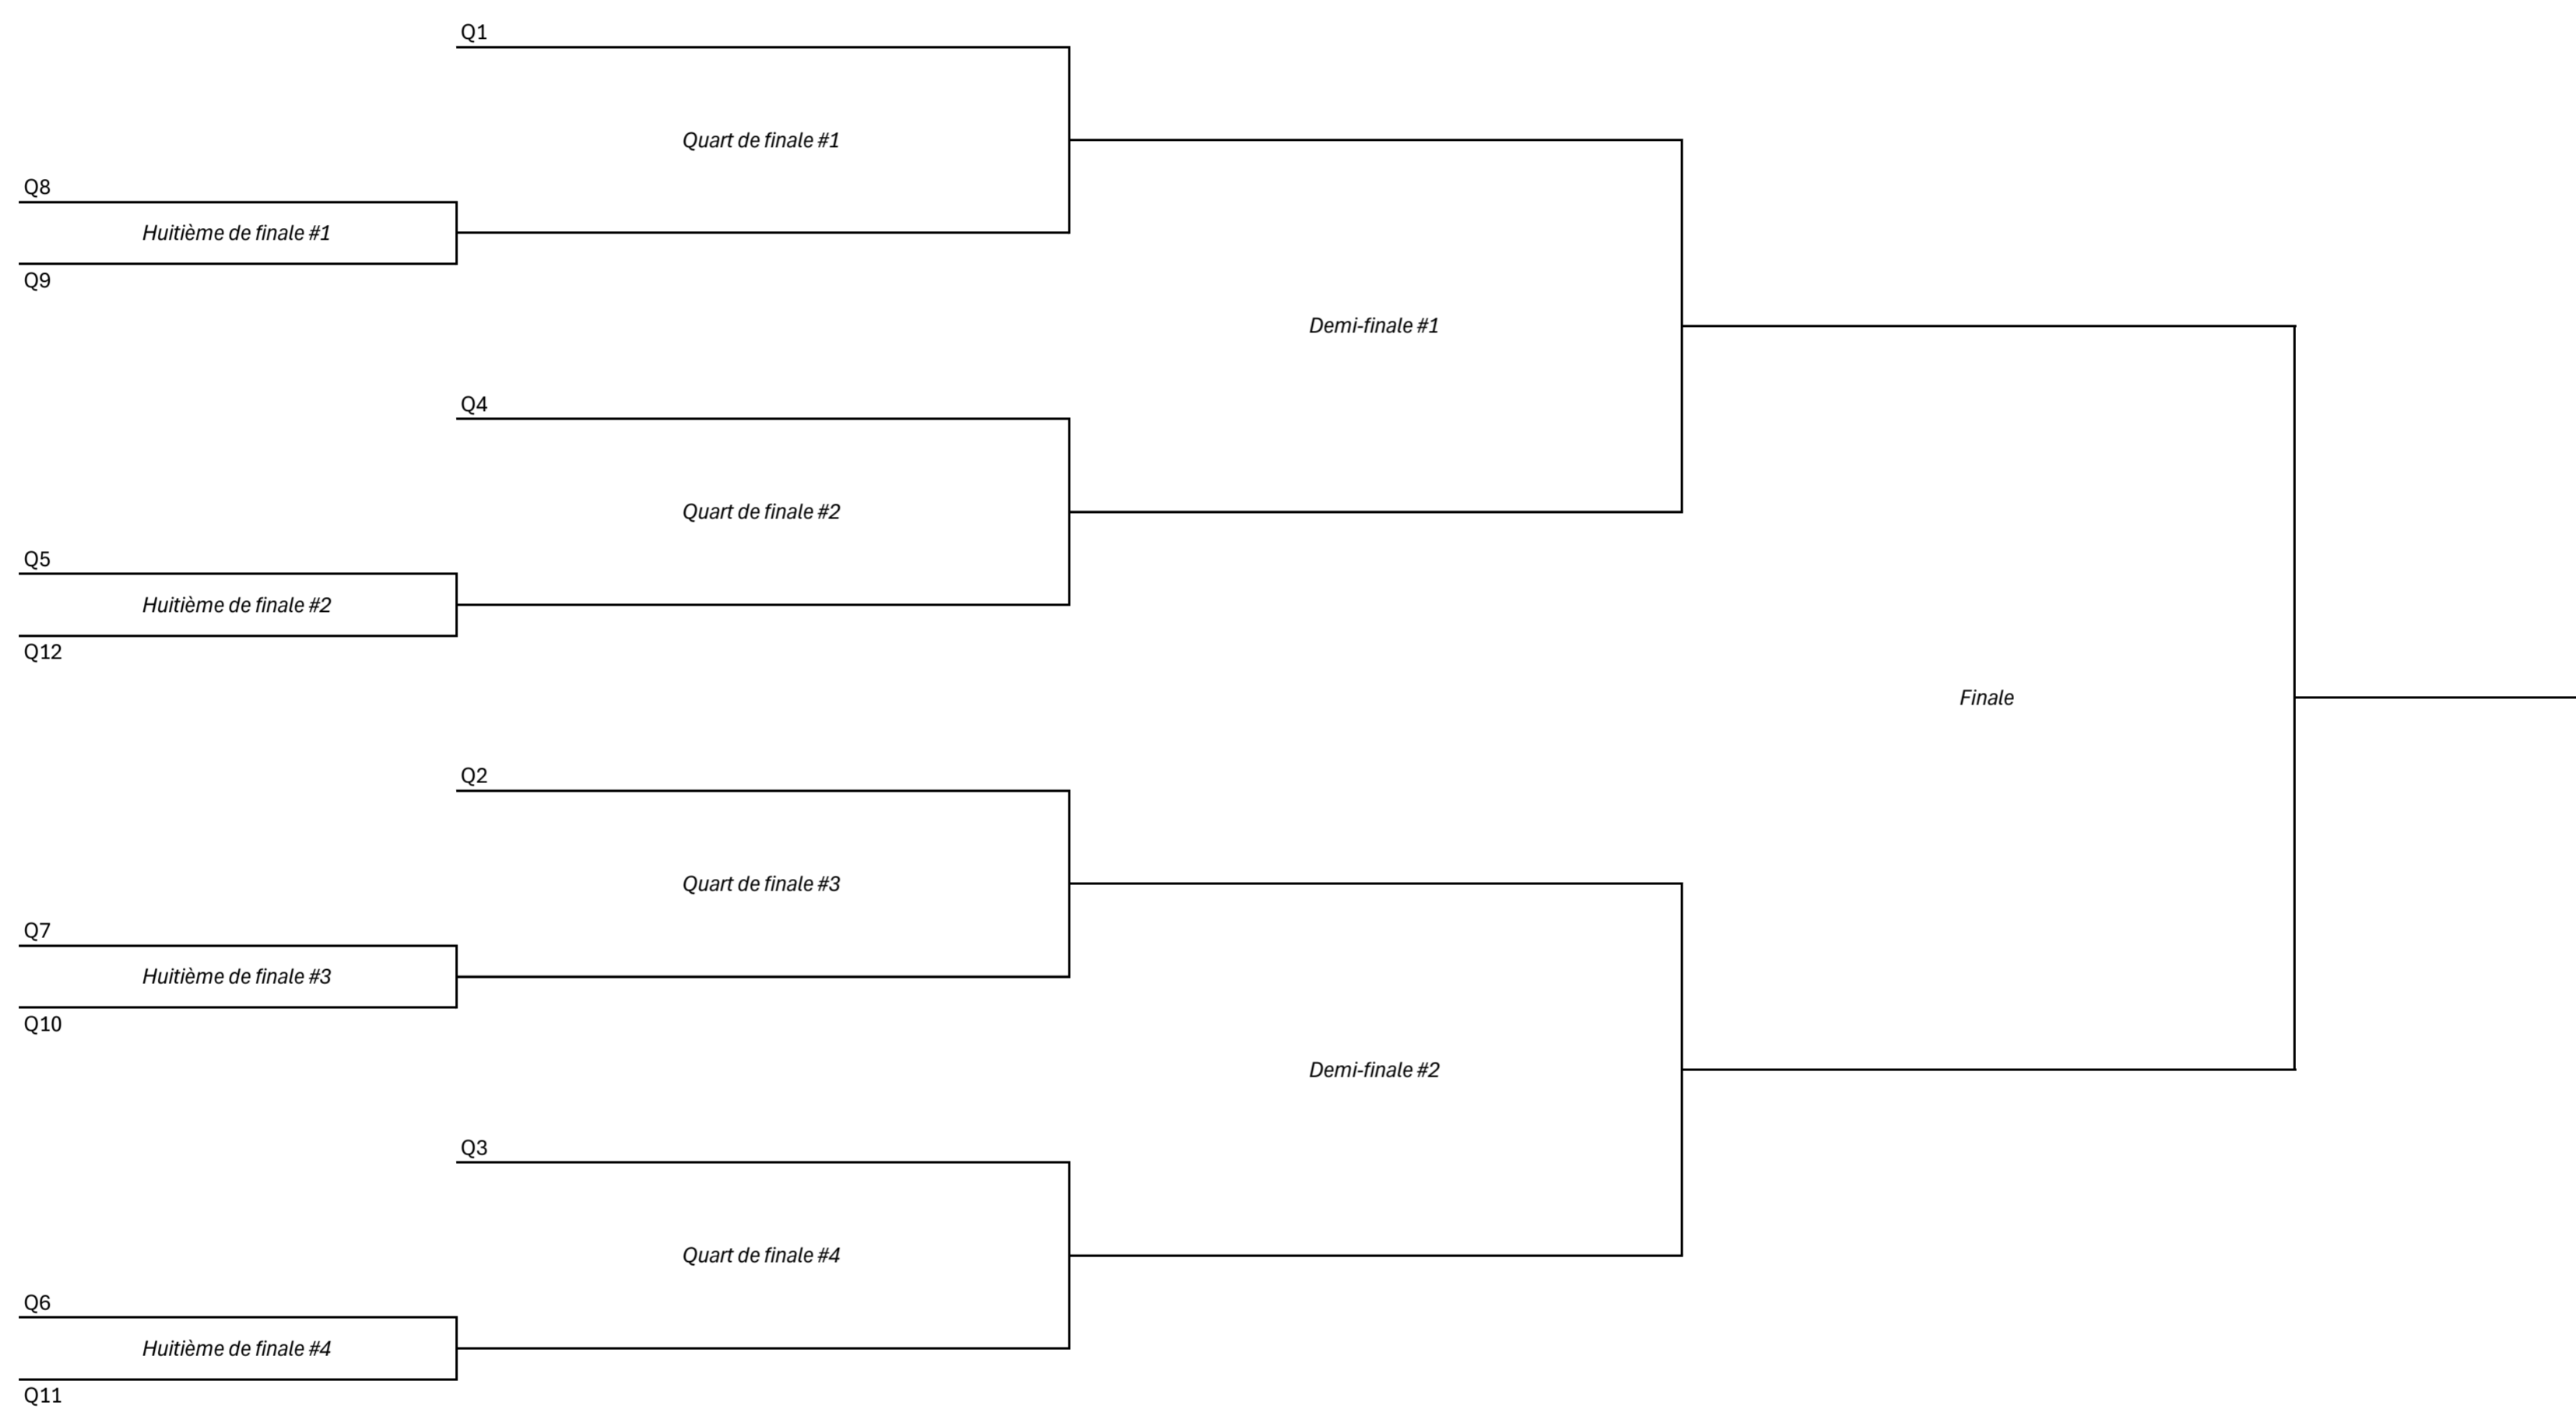 Q1
Quart de finale #1
Q8
Huitième de finale #1
Q9
Demi-finale #1
Q4
Quart de finale #2
Q5
Huitième de finale #2
Q12
Finale
Q2
Quart de finale #3
Q7
Huitième de finale #3
Q10
Demi-finale #2
Q3
Quart de finale #4
Q6
Huitième de finale #4
Q11